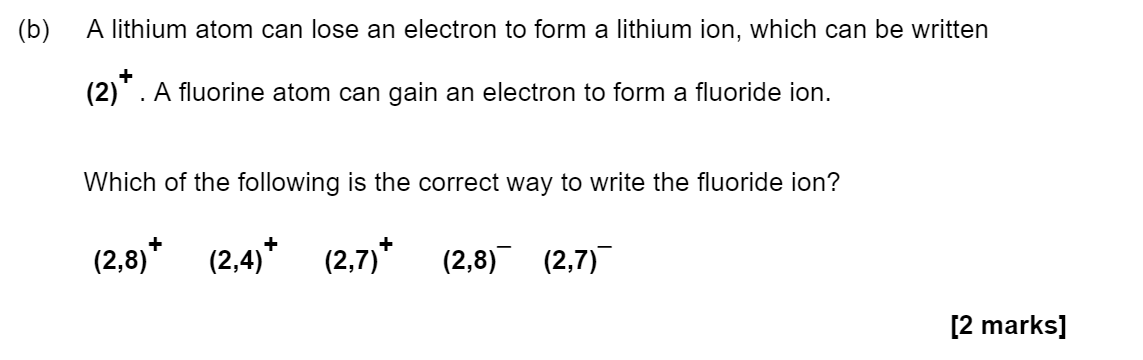 (b) A lithium atom can lose an electron to form a lithium ion, which can be written
(2)⁺ . A fluorine atom can gain an electron to form a fluoride ion.
Which of the following is the correct way to write the fluoride ion?
(2,8)⁺ (2,4)⁺ (2,7)⁺ (2,8)⁻ (2,7)⁻
[2 marks]